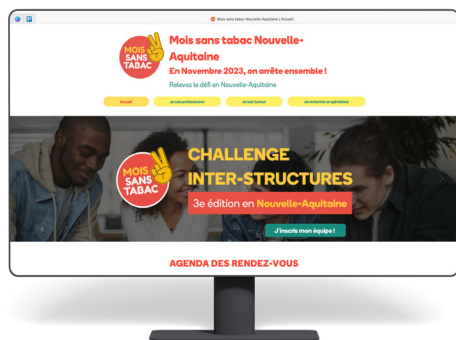 Mois sans tabac Nouvelle-Aquitaine | Accueil
MOIS
SANS
TABAC
Mois sans tabac Nouvelle-
Aquitaine
En Novembre 2023, on arrête ensemble !
Relevez le défi en Nouvelle-Aquitaine
Accueil
Je suis professionnel
Je suis fumeur
Je recherche un spécialiste
MOIS
SANS
TABAC
CHALLENGE
INTER-STRUCTURES
3e édition en Nouvelle-Aquitaine
J'inscris mon équipe !
AGENDA DES RENDEZ-VOUS